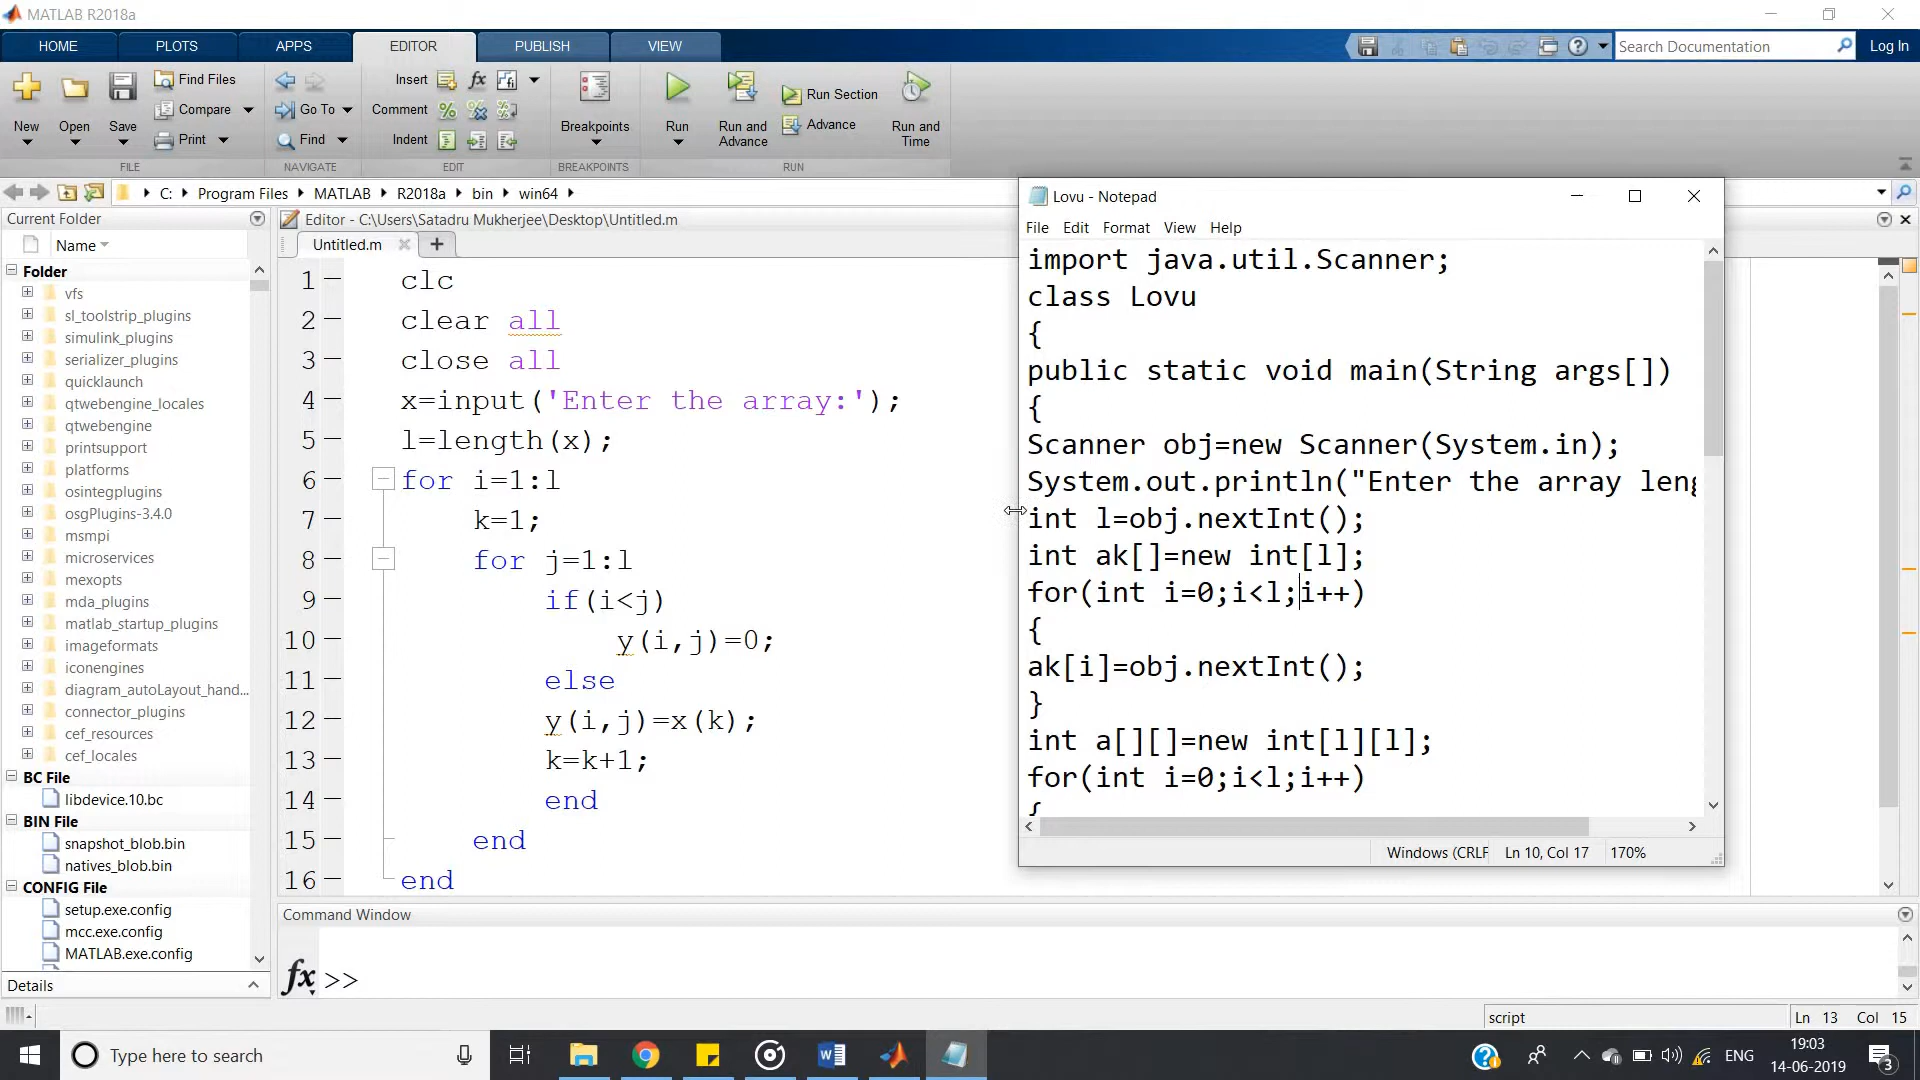 MATLAB R2018a
HOME PLOTS APPS EDITOR PUBLISH VIEW
Search Documentation
Log In
New
Open
Save
Find Files
Compare
Print
FILE
Go To
Find
NAVIGATE
Insert
Comment
Indent
EDIT
Breakpoints
BREAKPOINTS
Run
Run and Advance
Run Section
Advance
Run and Time
RUN
C: Program Files MATLAB R2018a bin win64
Current Folder
Name
Folder
vfs
sl_toolstrip_plugins
simulink_plugins
serializer_plugins
quicklaunch
qtwebengine_locales
qtwebengine
printsupport
platforms
osintegplugins
osgPlugins-3.4.0
msmpi
microservices
mexopts
mda_plugins
matlab_startup_plugins
imageformats
iconengines
diagram_autoLayout_hand...
connector_plugins
cef_resources
cef_locales
BC File
libdevice.10.bc
BIN File
snapshot_blob.bin
natives_blob.bin
CONFIG File
setup.exe.config
mcc.exe.config
MATLAB.exe.config
Details
Editor - C:\Users\Satadru Mukherjee\Desktop\Untitled.m
Untitled.m
1 clc
2 clear all
3 close all
4 x=input('Enter the array:');
5 l=length(x);
6 for i=1:l
7 k=1;
8 for j=1:l
9 if(i<j)
10 y(i,j)=0;
11 else
12 y(i,j)=x(k);
13 k=k+1;
14 end
15 end
16 end
Lovu - Notepad
File Edit Format View Help
import java.util.Scanner;
class Lovu
{
public static void main(String args[])
{
Scanner obj=new Scanner(System.in);
System.out.println("Enter the array leng
int l=obj.nextInt();
int ak[]=new int[l];
for(int i=0;i<l;i++)
{
ak[i]=obj.nextInt();
}
int a[][]=new int[l][l];
for(int i=0;i<l;i++)
{
Windows (CRLF Ln 10, Col 17 170%
Command Window
fx >>
script Ln 13 Col 15
Type here to search
ENG
19:03
14-06-2019
3